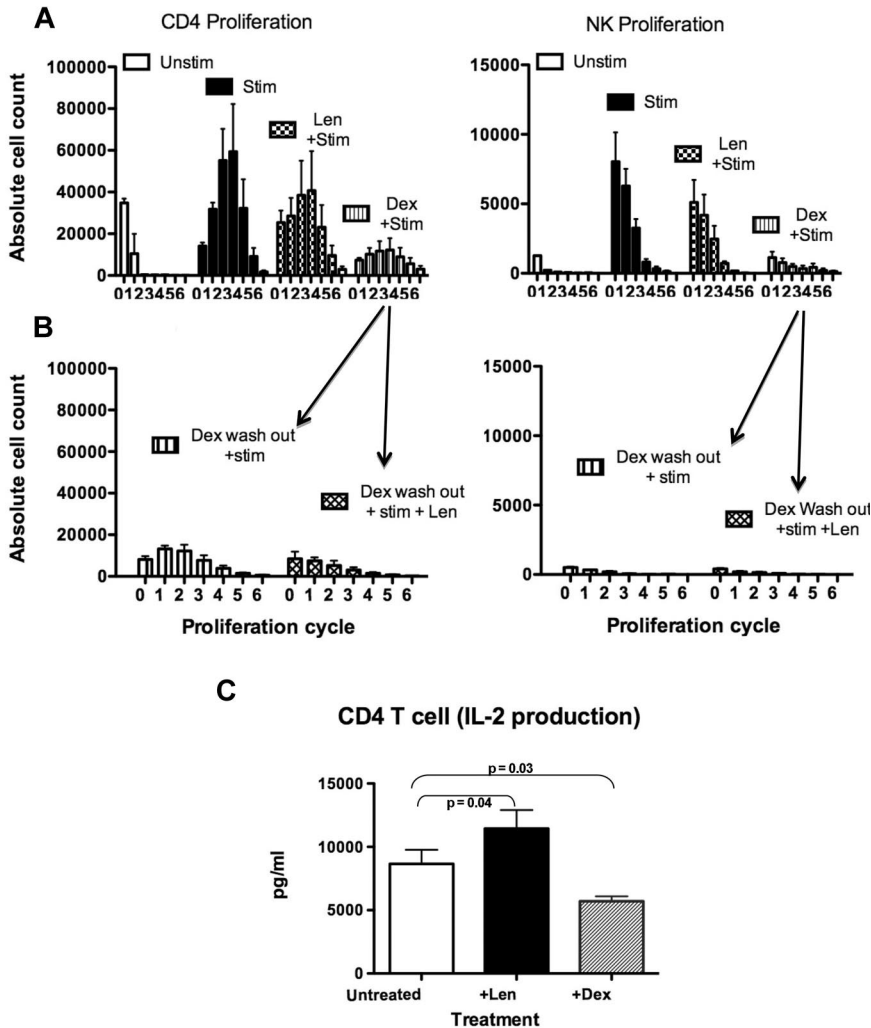 A
CD4 Proliferation
NK Proliferation
Absolute cell count
100000
80000
60000
40000
20000
0
Unstim
Stim
Len
+Stim
Dex
+Stim
0123456
0123456
0123456
0123456
15000
10000
5000
0
Unstim
Stim
Len
+Stim
Dex
+Stim
0123456
0123456
0123456
0123456
B
Absolute cell count
100000
80000
60000
40000
20000
0
Dex wash out
+stim
Dex wash out
+ stim + Len
0 1 2 3 4 5 6
0 1 2 3 4 5 6
Proliferation cycle
15000
10000
5000
0
Dex wash out
+ stim
Dex Wash out
+stim +Len
0 1 2 3 4 5 6
0 1 2 3 4 5 6
Proliferation cycle
C
CD4 T cell (IL-2 production)
pg/ml
15000
10000
5000
0
p = 0.03
p = 0.04
Untreated
+Len
+Dex
Treatment